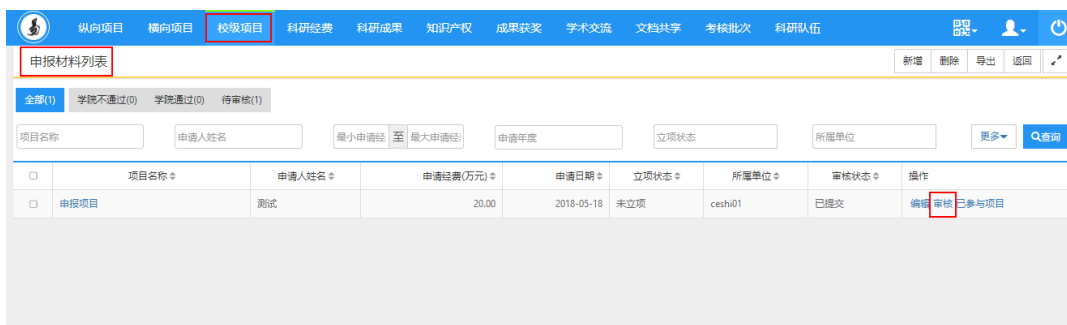 纵向项目 横向项目 校级项目 科研经费 科研成果 知识产权 成果获奖 学术交流 文档共享 考核批次 科研队伍
申报材料列表 新增 删除 导出 返回
全部(1) 学院不通过(0) 学院通过(0) 待审核(1)
项目名称 申请人姓名 最小申请经 至 最大申请经 申请年度 立项状态 所属单位 更多 查询
项目名称 申请人姓名 申请经费(万元) 申请日期 立项状态 所属单位 审核状态 操作
申报项目 测试 20.00 2018-05-18 未立项 ceshi01 已提交 编辑 审核 已参与项目